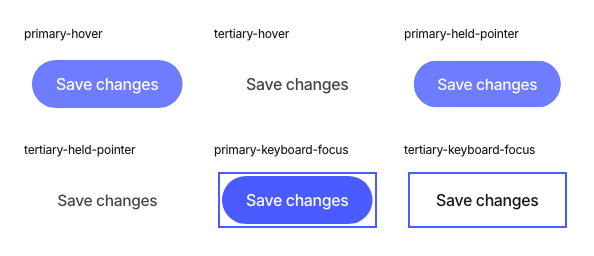 primary-hover
tertiary-hover
primary-held-pointer
Save changes
Save changes
Save changes
tertiary-held-pointer
primary-keyboard-focus
tertiary-keyboard-focus
Save changes
Save changes
Save changes